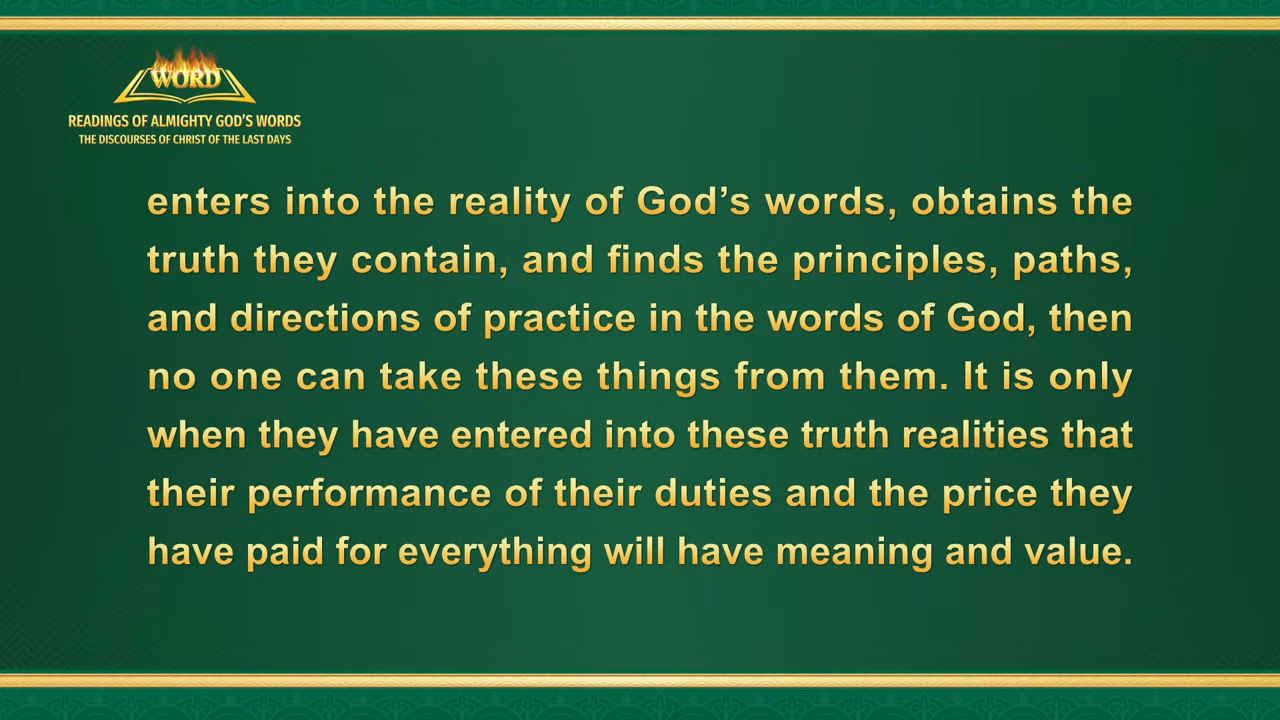 WORD
READINGS OF ALMIGHTY GOD'S WORDS
THE DISCOURSES OF CHRIST OF THE LAST DAYS
enters into the reality of God’s words, obtains the
truth they contain, and finds the principles, paths,
and directions of practice in the words of God, then
no one can take these things from them. It is only
when they have entered into these truth realities that
their performance of their duties and the price they
have paid for everything will have meaning and value.